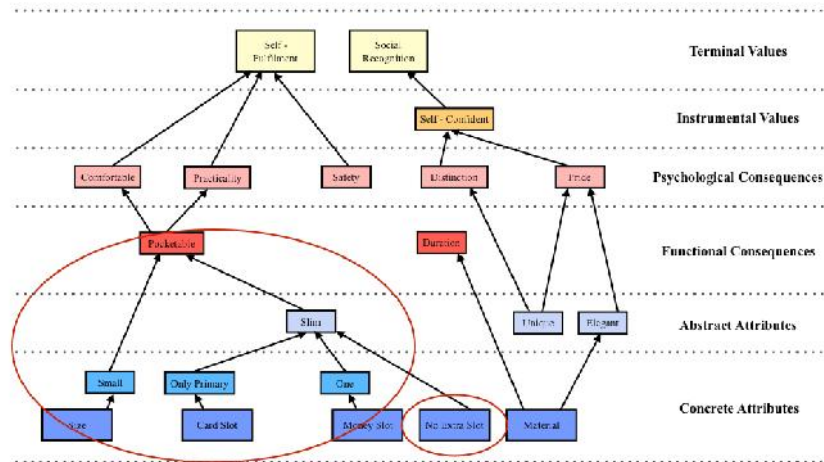 Self -
Fulfilment
Social
Recognition
Terminal Values
Self - Confident
Instrumental Values
Comfortable
Practicality
Safety
Distinction
Pride
Psychological Consequences
Pocketable
Duration
Functional Consequences
Slim
Unique
Elegant
Abstract Attributes
Small
Only Primary
One
Size
Card Slot
Money Slot
No Extra Slot
Material
Concrete Attributes